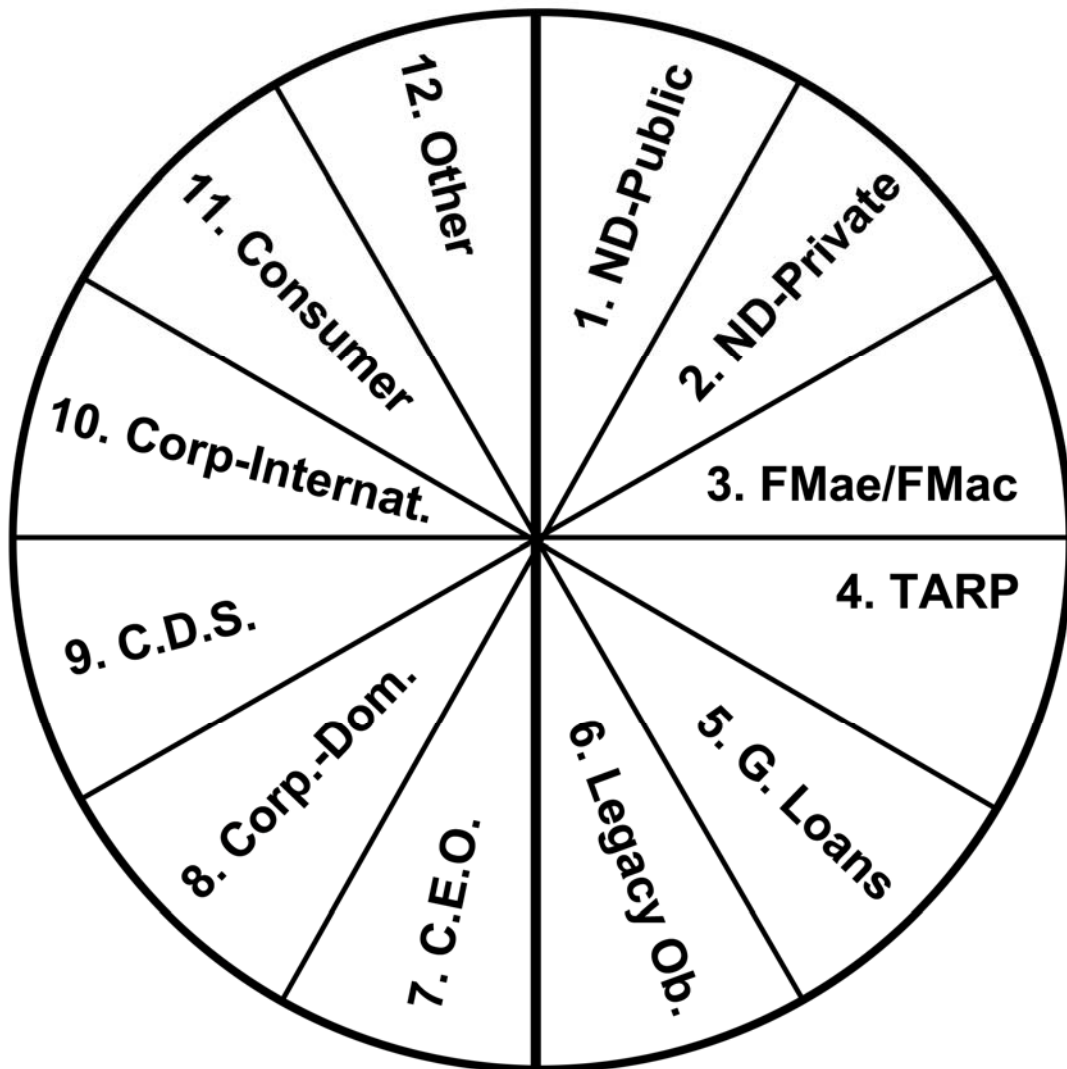 1. ND-Public
2. ND-Private
3. FMae/FMac
4. TARP
5. G. Loans
6. Legacy Ob.
7. C.E.O.
8. Corp.-Dom.
9. C.D.S.
10. Corp-Internat.
11. Consumer
12. Other